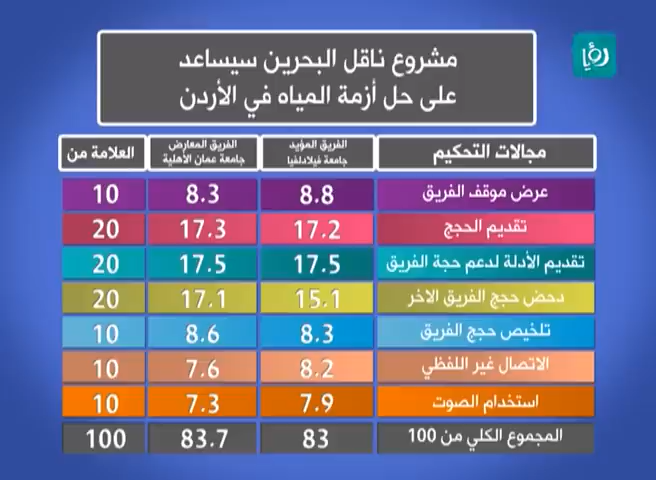 رؤيا
مشروع ناقل البحرين سيساعد
على حل أزمة المياه في الأردن
مجالات التحكيم الفريق المؤيد جامعة فيلادلفيا الفريق المعارض جامعة عمان الأهلية العلامة من
عرض موقف الفريق 8.8 8.3 10
تقديم الحجج 17.2 17.3 20
تقديم الأدلة لدعم حجة الفريق 17.5 17.5 20
دحض حجج الفريق الاخر 15.1 17.1 20
تلخيص حجج الفريق 8.3 8.6 10
الاتصال غير اللفظي 8.2 7.6 10
استخدام الصوت 7.9 7.3 10
المجموع الكلي من 100 83 83.7 100